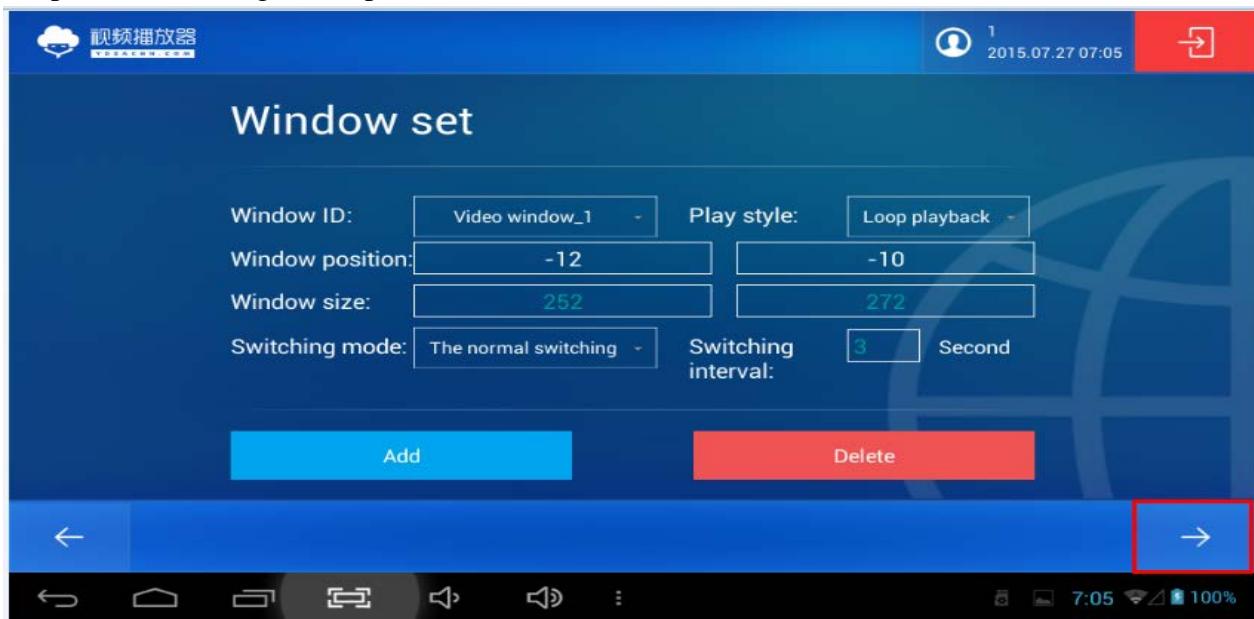 视频播放器
YDSACHN.COM
1
2015.07.27 07:05
Window set
Window ID: Video window_1 Play style: Loop playback
Window position: -12 -10
Window size: 252 272
Switching mode: The normal switching Switching interval: 3 Second
Add Delete
7:05 100%